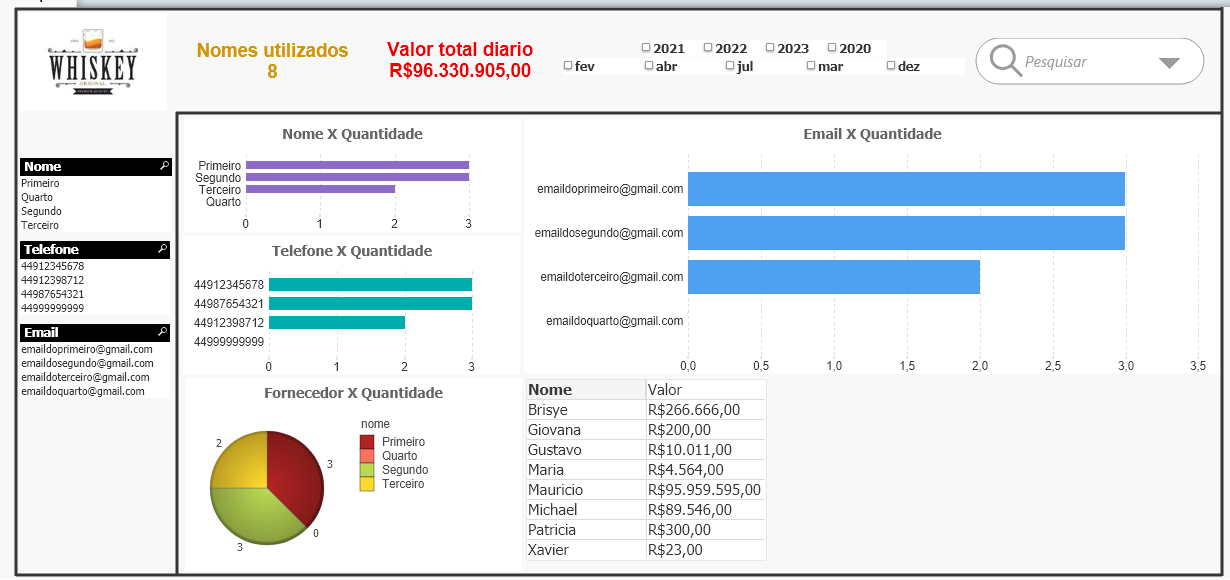 WHISKEY
ORIGINAL
Nomes utilizados
8
Valor total diario
R$96.330.905,00
2021 2022 2023 2020
fev abr jul mar dez
Pesquisar
Nome
Primeiro
Quarto
Segundo
Terceiro
Telefone
44912345678
44912398712
44987654321
44999999999
Email
emaildoprimeiro@gmail.com
emaildosegundo@gmail.com
emaildoterceiro@gmail.com
emaildoquarto@gmail.com
Nome X Quantidade
Primeiro
Segundo
Terceiro
Quarto
0 1 2 3
Telefone X Quantidade
44912345678
44987654321
44912398712
44999999999
0 1 2 3
Fornecedor X Quantidade
nome
Primeiro
Quarto
Segundo
Terceiro
2
3
0
3
Email X Quantidade
emaildoprimeiro@gmail.com
emaildosegundo@gmail.com
emaildoterceiro@gmail.com
emaildoquarto@gmail.com
0,0 0,5 1,0 1,5 2,0 2,5 3,0 3,5
Nome Valor
Brisye R$266.666,00
Giovana R$200,00
Gustavo R$10.011,00
Maria R$4.564,00
Mauricio R$95.959.595,00
Michael R$89.546,00
Patricia R$300,00
Xavier R$23,00